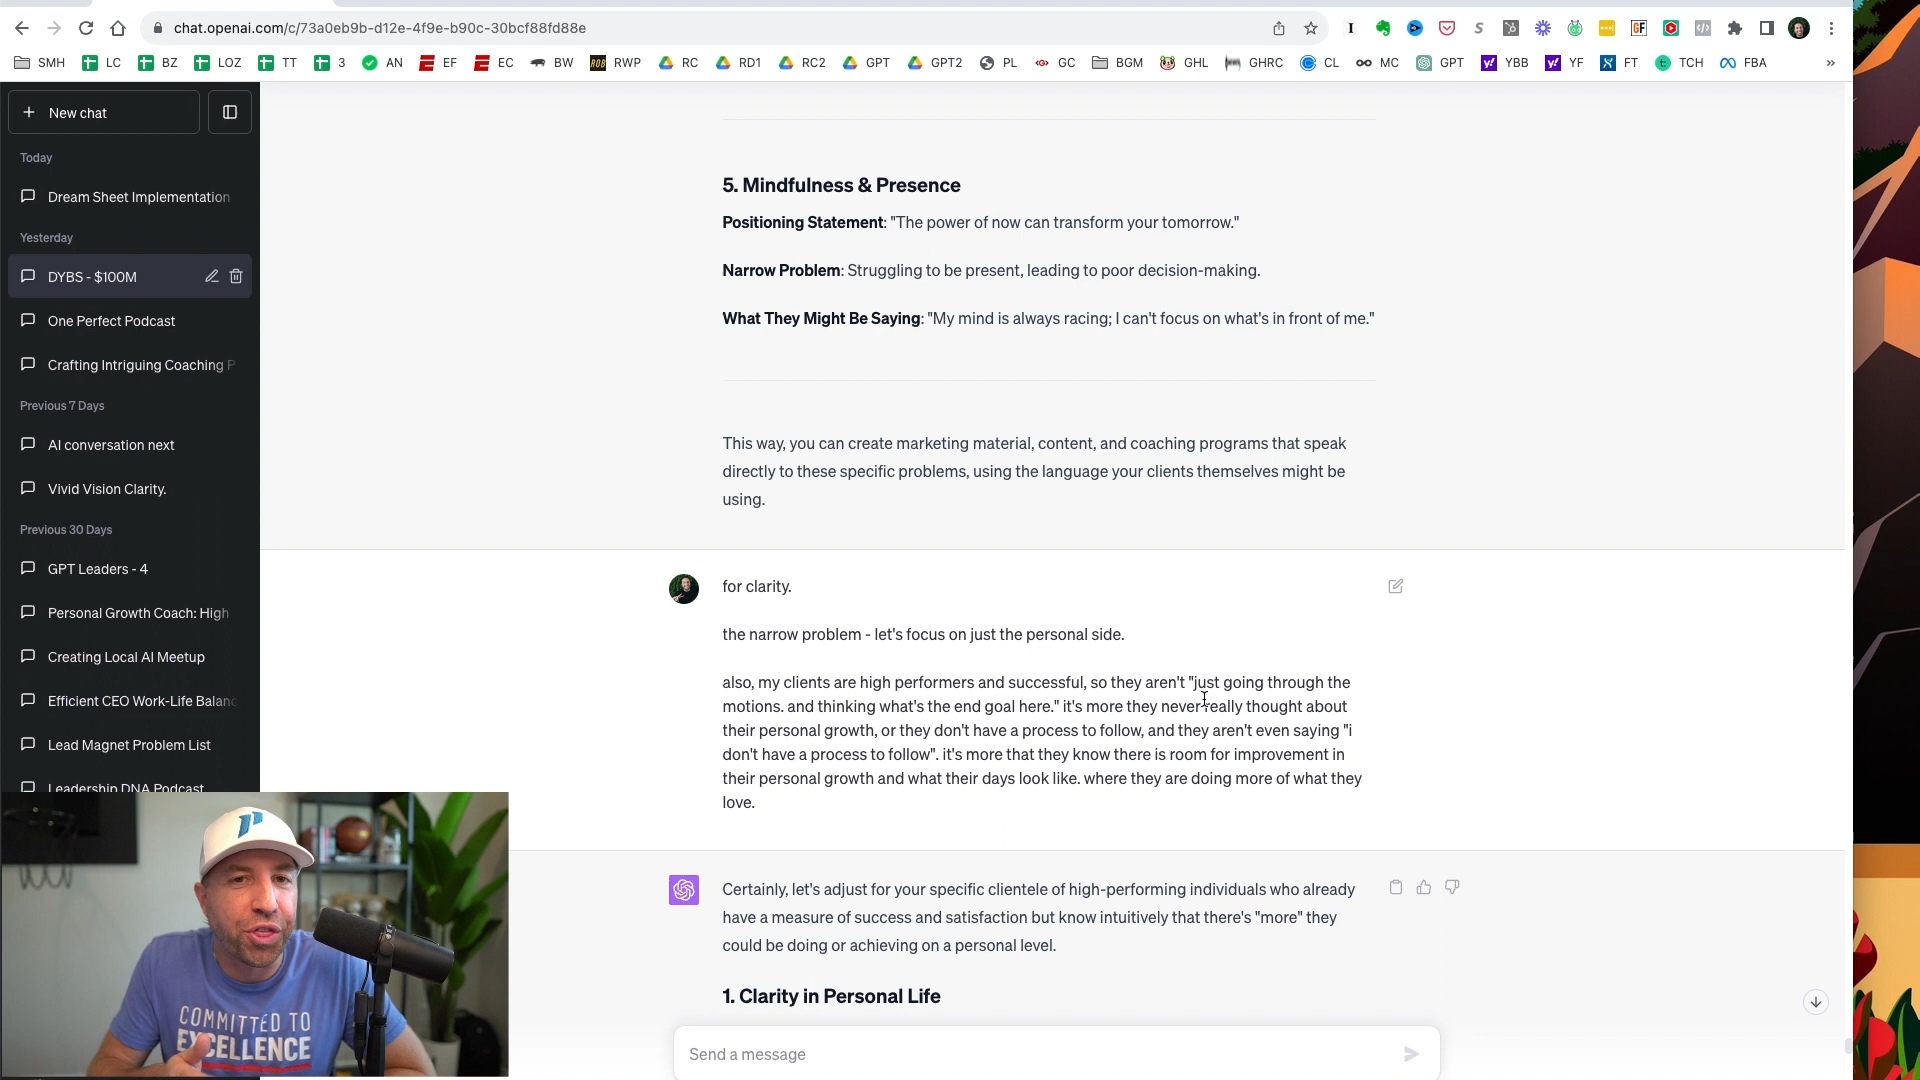 chat.openai.com/c/73a0eb9b-d12e-4f9e-b90c-30bcf88fd88e
SMH LC BZ LOZ TT 3 AN EF EC BW RWP RC RD1 RC2 GPT GPT2 PL GC BGM GHL GHRC CL MC GPT YBB YF FT TCH FBA »
+ New chat
Today
Dream Sheet Implementation
Yesterday
DYBS - $100M
One Perfect Podcast
Crafting Intriguing Coaching P
Previous 7 Days
AI conversation next
Vivid Vision Clarity.
Previous 30 Days
GPT Leaders - 4
Personal Growth Coach: High
Creating Local AI Meetup
Efficient CEO Work-Life Balanc
Lead Magnet Problem List
Leadership DNA Podcast
5. Mindfulness & Presence
Positioning Statement: "The power of now can transform your tomorrow."
Narrow Problem: Struggling to be present, leading to poor decision-making.
What They Might Be Saying: "My mind is always racing; I can't focus on what's in front of me."
This way, you can create marketing material, content, and coaching programs that speak
directly to these specific problems, using the language your clients themselves might be
using.
for clarity.
the narrow problem - let's focus on just the personal side.
also, my clients are high performers and successful, so they aren't "just going through the
motions. and thinking what's the end goal here." it's more they never really thought about
their personal growth, or they don't have a process to follow, and they aren't even saying "i
don't have a process to follow". it's more that they know there is room for improvement in
their personal growth and what their days look like. where they are doing more of what they
love.
Certainly, let's adjust for your specific clientele of high-performing individuals who already
have a measure of success and satisfaction but know intuitively that there's "more" they
could be doing or achieving on a personal level.
1. Clarity in Personal Life
Send a message
COMMITTED TO
EXCELLENCE